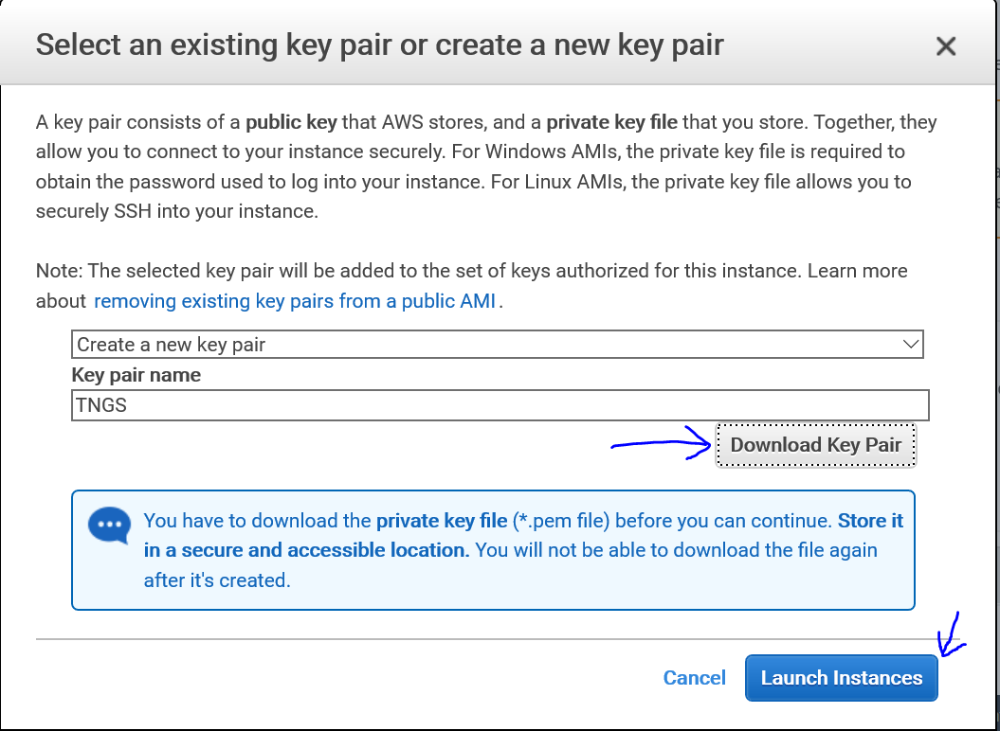 Select an existing key pair or create a new key pair
A key pair consists of a public key that AWS stores, and a private key file that you store. Together, they
allow you to connect to your instance securely. For Windows AMIs, the private key file is required to
obtain the password used to log into your instance. For Linux AMIs, the private key file allows you to
securely SSH into your instance.
Note: The selected key pair will be added to the set of keys authorized for this instance. Learn more
about removing existing key pairs from a public AMI.
Create a new key pair
Key pair name
TNGS
Download Key Pair
You have to download the private key file (*.pem file) before you can continue. Store it
in a secure and accessible location. You will not be able to download the file again
after it's created.
Cancel Launch Instances